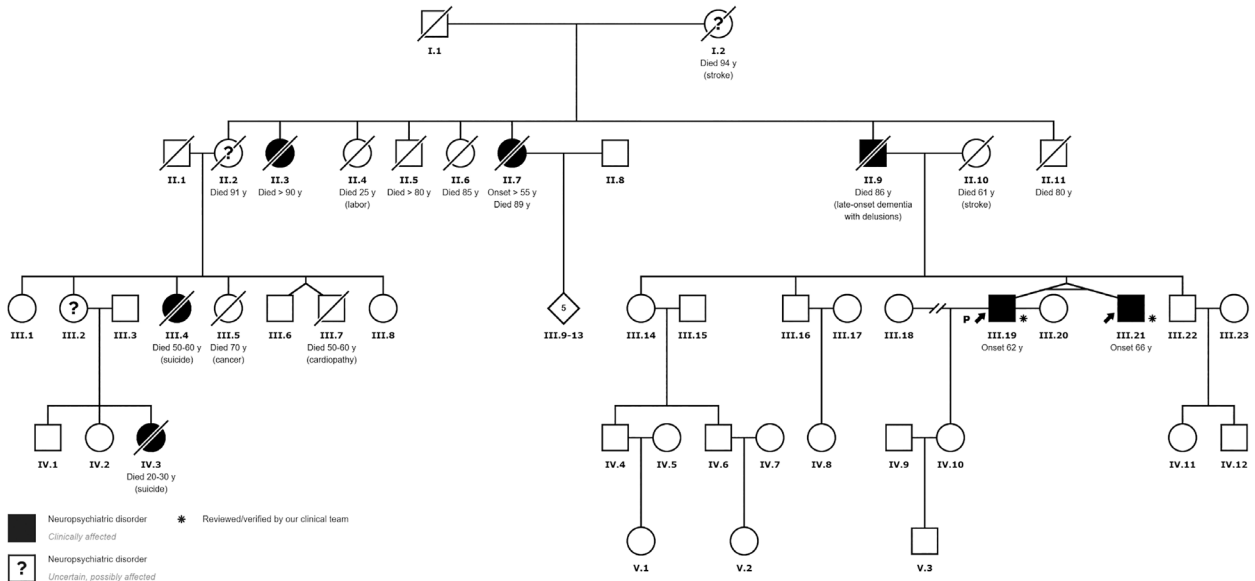 ?
I.1
I.2
Died 94 y
(stroke)
?
II.1
II.2
Died 91 y
II.3
Died > 90 y
II.4
Died 25 y
(labor)
II.5
Died > 80 y
II.6
Died 85 y
II.7
Onset > 55 y
Died 89 y
II.8
II.9
Died 86 y
(late-onset dementia
with delusions)
II.10
Died 61 y
(stroke)
II.11
Died 80 y
?
III.1
III.2
III.3
III.4
Died 50-60 y
(suicide)
III.5
Died 70 y
(cancer)
III.6
III.7
Died 50-60 y
(cardiopathy)
III.8
5
III.9-13
III.14
III.15
III.16
III.17
III.18
P
*
III.19
Onset 62 y
III.20
*
III.21
Onset 66 y
III.22
III.23
IV.1
IV.2
IV.3
Died 20-30 y
(suicide)
IV.4
IV.5
IV.6
IV.7
IV.8
IV.9
IV.10
IV.11
IV.12
V.1
V.2
V.3
Neuropsychiatric disorder
Clinically affected
* Reviewed/verified by our clinical team
?
Neuropsychiatric disorder
Uncertain, possibly affected